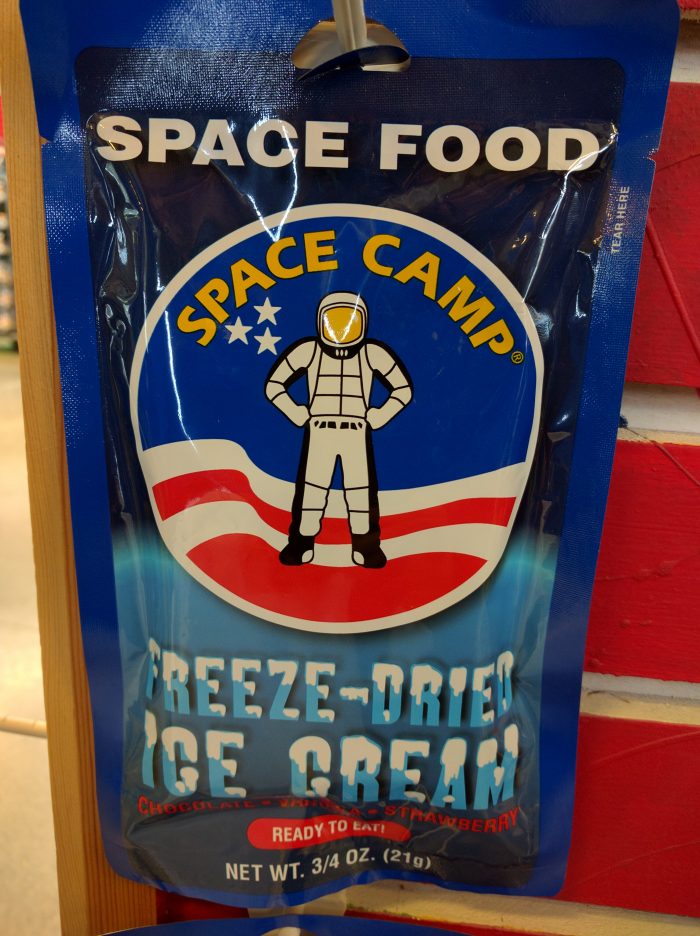 SPACE FOOD
TEAR HERE
SPACE CAMP®
FREEZE-DRIED
ICE CREAM
CHOCOLATE - VANILLA - STRAWBERRY
READY TO EAT!
NET WT. 3/4 OZ. (21g)